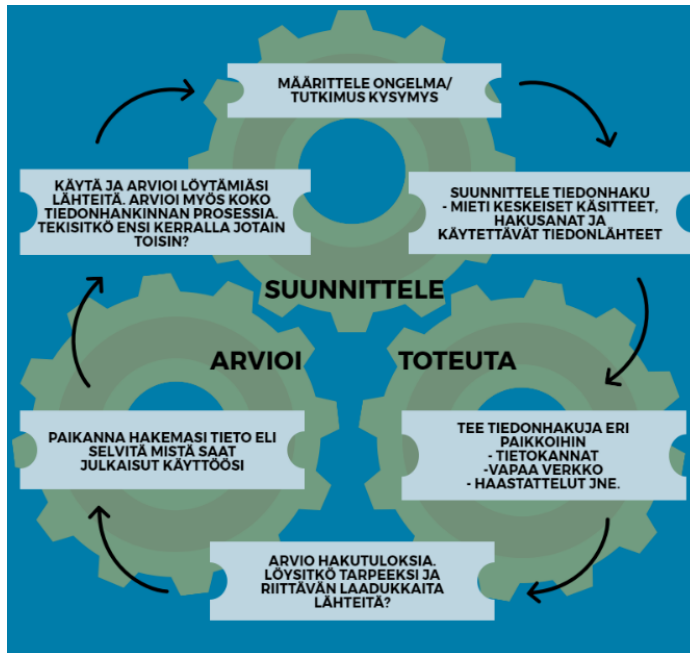 MÄÄRITTELE ONGELMA/
TUTKIMUS KYSYMYS
SUUNNITTELE TIEDONHAKU
- MIETI KESKEISET KÄSITTEET,
HAKUSANAT JA
KÄYTETTÄVÄT TIEDONLÄHTEET
TEE TIEDONHAKUJA ERI
PAIKKOIHIN
- TIETOKANNAT
-VAPAA VERKKO
- HAASTATTELUT JNE.
ARVIO HAKUTULOKSIA.
LÖYSITKÖ TARPEEKSI JA
RIITTÄVÄN LAADUKKAITA
LÄHTEITÄ?
PAIKANNA HAKEMASI TIETO ELI
SELVITÄ MISTÄ SAAT
JULKAISUT KÄYTTÖÖSI
KÄYTÄ JA ARVIOI LÖYTÄMIÄSI
LÄHTEITÄ. ARVIOI MYÖS KOKO
TIEDONHANKINNAN PROSESSIA.
TEKISITKÖ ENSI KERRALLA JOTAIN
TOISIN?
SUUNNITTELE
ARVIOI
TOTEUTA